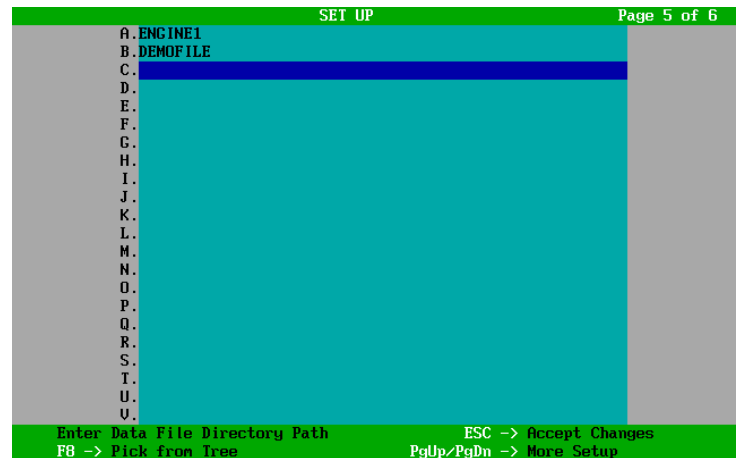 SET UP Page 5 of 6
A.ENGINE1
B.DEMOFILE
C.
D.
E.
F.
G.
H.
I.
J.
K.
L.
M.
N.
O.
P.
Q.
R.
S.
T.
U.
V.
Enter Data File Directory Path ESC -> Accept Changes
F8 -> Pick from Tree PgUp/PgDn -> More Setup